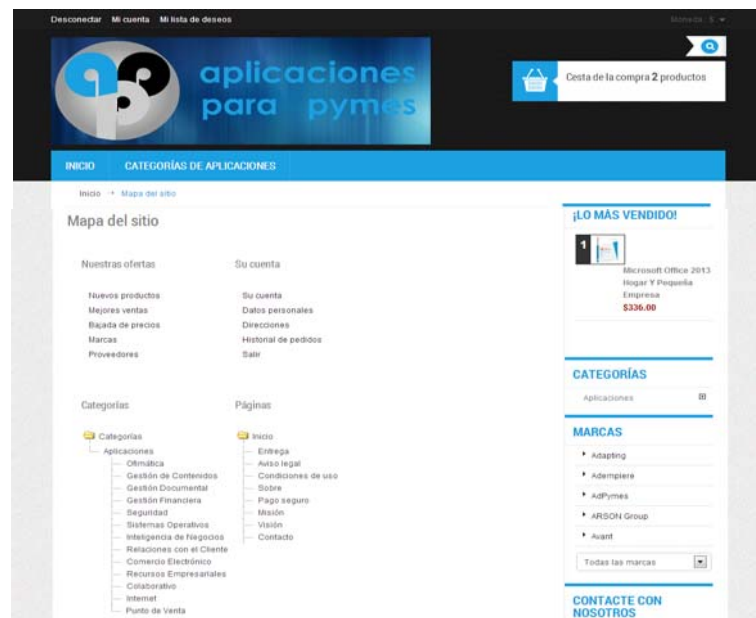 Desconectar Mi cuenta Mi lista de deseos
Moneda : $
aplicaciones
para pymes
Cesta de la compra 2 productos
INICIO CATEGORÍAS DE APLICACIONES
Inicio Mapa del sitio
Mapa del sitio
Nuestras ofertas
Nuevos productos
Mejores ventas
Bajada de precios
Marcas
Proveedores
Su cuenta
Su cuenta
Datos personales
Direcciones
Historial de pedidos
Salir
Categorías
Categorías
Aplicaciones
Ofimática
Gestión de Contenidos
Gestión Documental
Gestión Financiera
Seguridad
Sistemas Operativos
Inteligencia de Negocios
Relaciones con el Cliente
Comercio Electrónico
Recursos Empresariales
Colaborativo
Internet
Punto de Venta
Páginas
Inicio
Entrega
Aviso legal
Condiciones de uso
Sobre
Pago seguro
Misión
Visión
Contacto
¡LO MÁS VENDIDO!
1
Microsoft Office 2013
Hogar Y Pequeña
Empresa
$336.00
CATEGORÍAS
Aplicaciones
MARCAS
Adapting
Adempiere
AdPymes
ARSON Group
Avant
Todas las marcas
CONTACTE CON
NOSOTROS